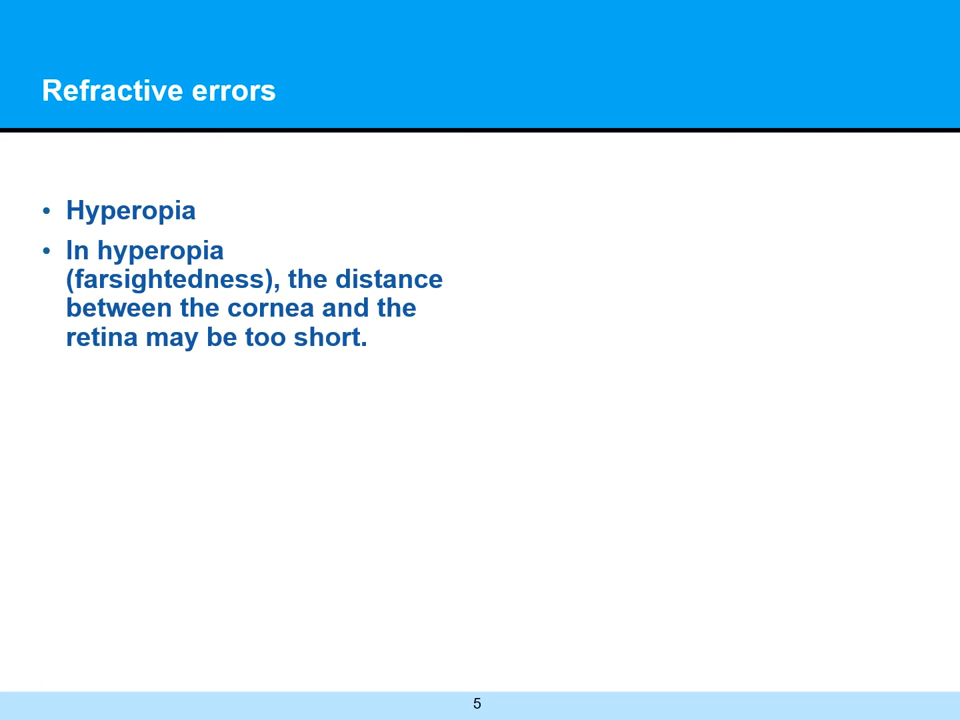 Refractive errors
• Hyperopia
• In hyperopia
(farsightedness), the distance
between the cornea and the
retina may be too short.
5